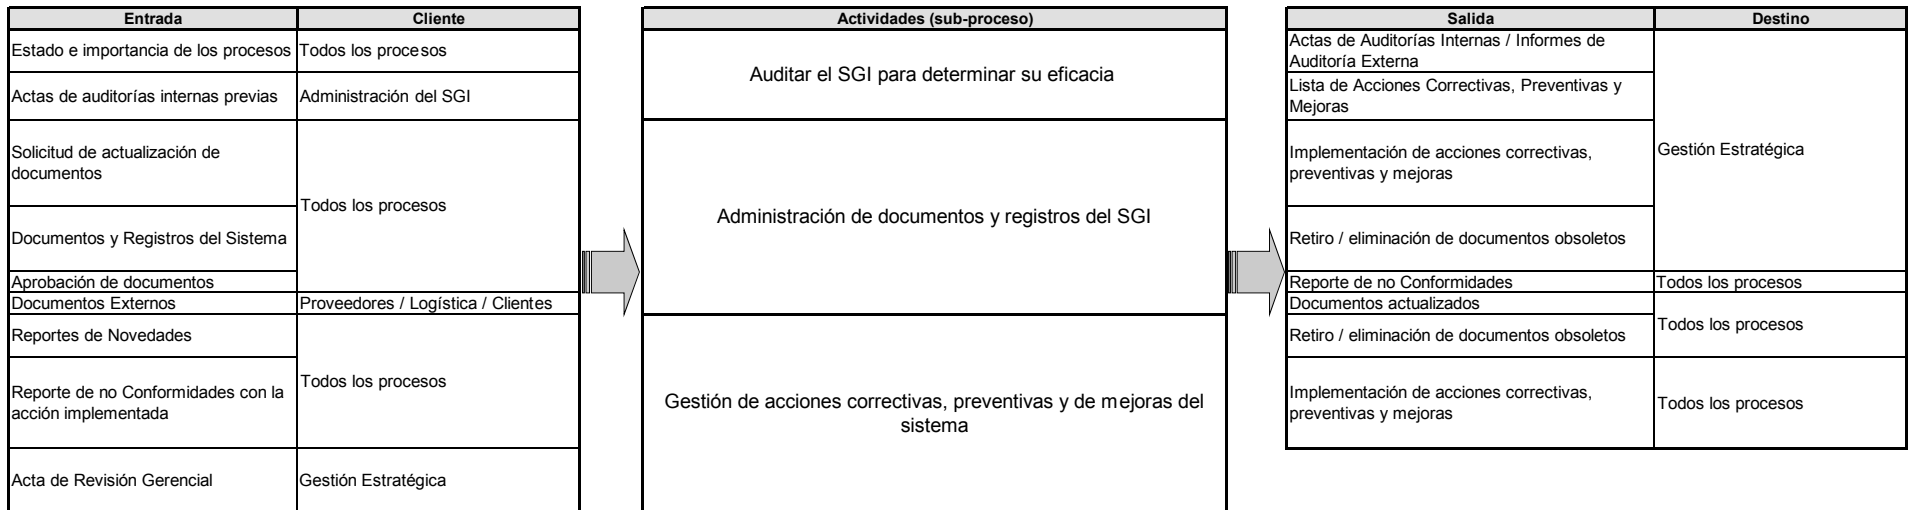 Entrada
Cliente
Estado e importancia de los procesos
Todos los procesos
Actas de auditorías internas previas
Administración del SGI
Solicitud de actualización de
documentos
Todos los procesos
Documentos y Registros del Sistema
Aprobación de documentos
Documentos Externos
Proveedores / Logística / Clientes
Reportes de Novedades
Todos los procesos
Reporte de no Conformidades con la
acción implementada
Acta de Revisión Gerencial
Gestión Estratégica
Actividades (sub-proceso)
Auditar el SGI para determinar su eficacia
Administración de documentos y registros del SGI
Gestión de acciones correctivas, preventivas y de mejoras del
sistema
Salida
Destino
Actas de Auditorías Internas / Informes de
Auditoría Externa
Lista de Acciones Correctivas, Preventivas y
Mejoras
Implementación de acciones correctivas,
preventivas y mejoras
Gestión Estratégica
Retiro / eliminación de documentos obsoletos
Reporte de no Conformidades
Todos los procesos
Documentos actualizados
Todos los procesos
Retiro / eliminación de documentos obsoletos
Implementación de acciones correctivas,
preventivas y mejoras
Todos los procesos